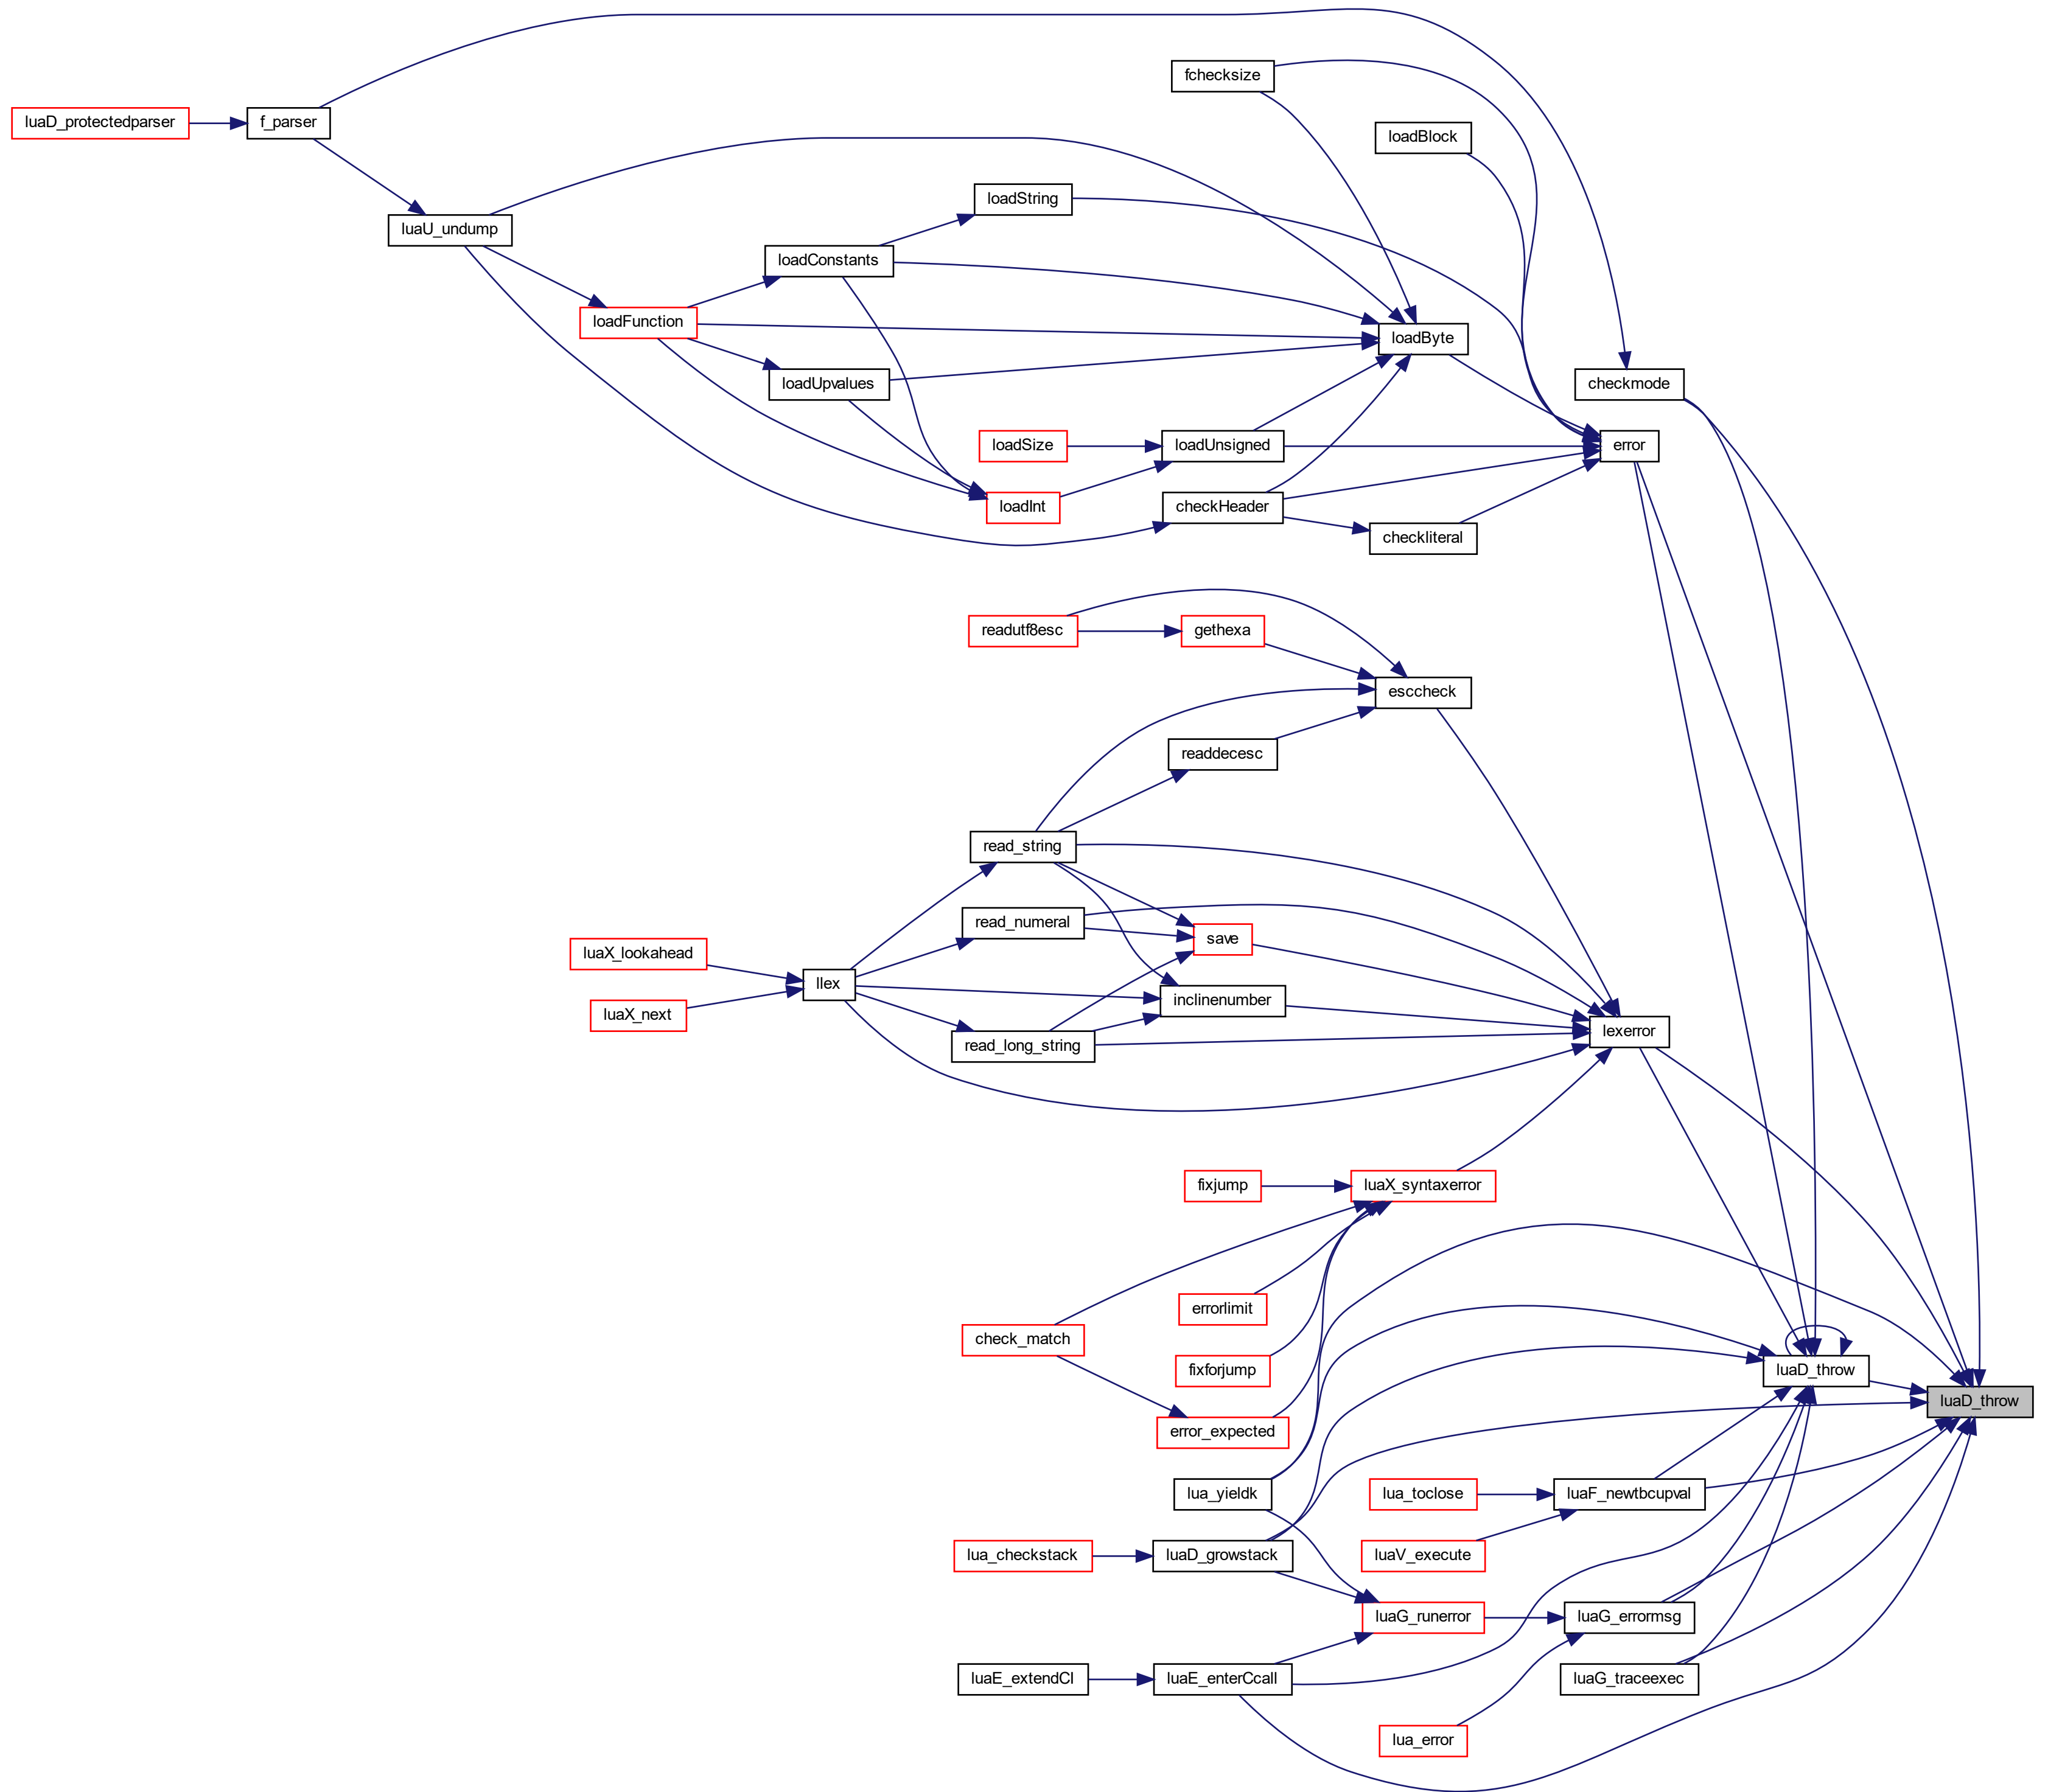 fchecksize
luaD_protectedparser
f_parser
loadBlock
loadString
luaU_undump
loadConstants
loadFunction
loadByte
loadUpvalues
checkmode
loadSize
loadUnsigned
error
loadInt
checkHeader
checkliteral
readutf8esc
gethexa
esccheck
readdecesc
read_string
read_numeral
save
luaX_lookahead
llex
inclinenumber
luaX_next
read_long_string
lexerror
fixjump
luaX_syntaxerror
errorlimit
check_match
fixforjump
luaD_throw
luaD_throw
error_expected
lua_yieldk
lua_toclose
luaF_newtbcupval
lua_checkstack
luaD_growstack
luaV_execute
luaG_runerror
luaG_errormsg
luaE_extendCI
luaE_enterCcall
luaG_traceexec
lua_error